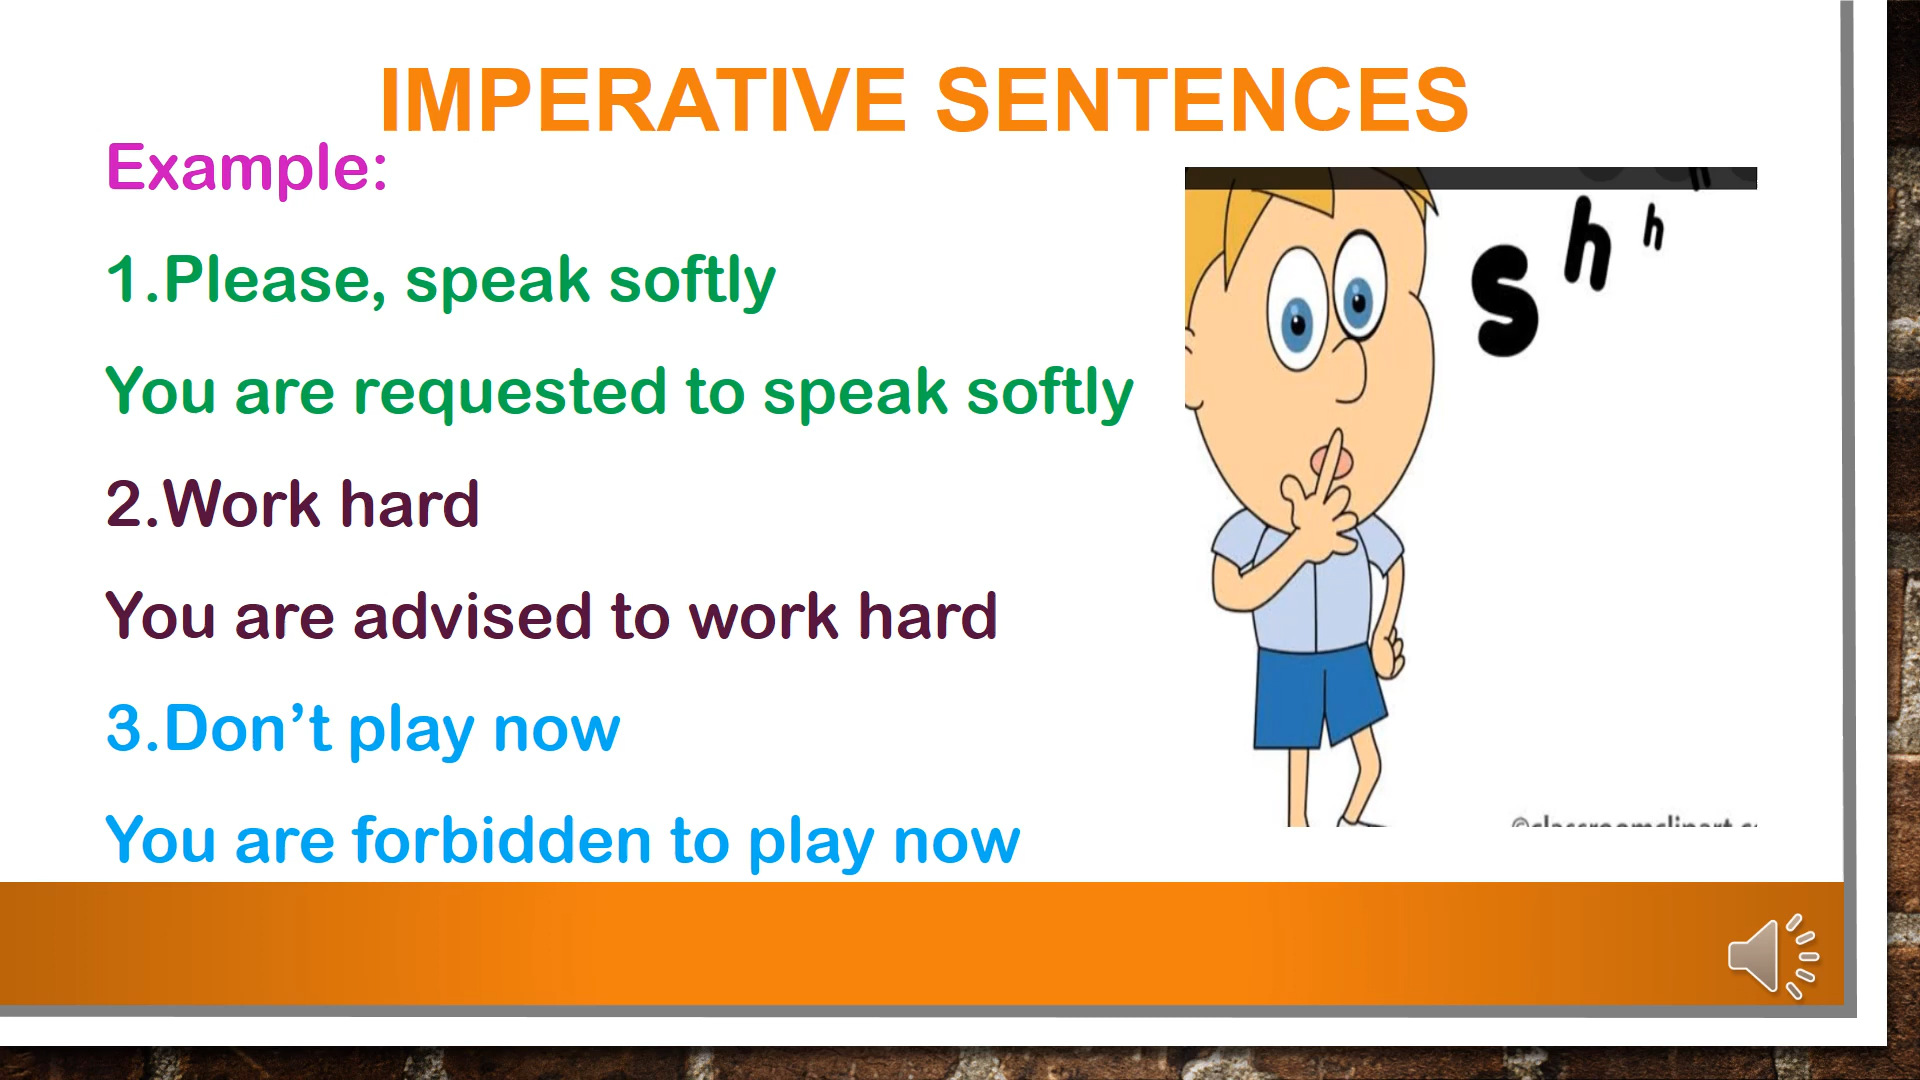 IMPERATIVE SENTENCES
Example:
1.Please, speak softly
You are requested to speak softly
2.Work hard
You are advised to work hard
3.Don’t play now
You are forbidden to play now
s h h